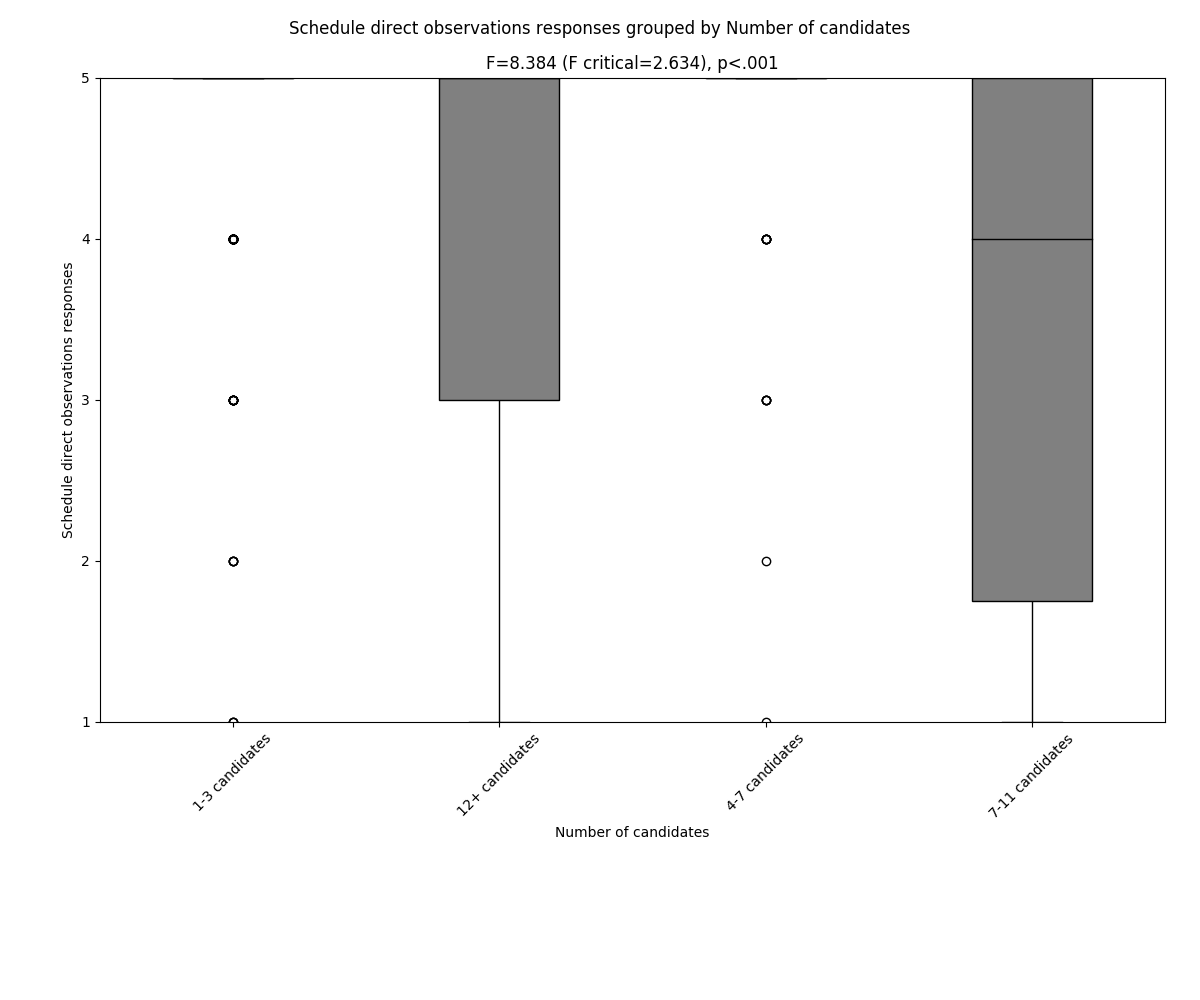 Schedule direct observations responses grouped by Number of candidates
F=8.384 (F critical=2.634), p<.001
5
4
3
2
1
Schedule direct observations responses
1-3 candidates
12+ candidates
4-7 candidates
7-11 candidates
Number of candidates